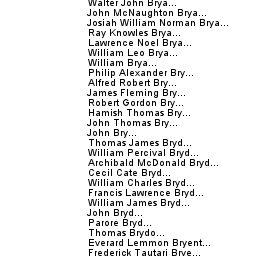 Walter John Brya...
John McNaughton Brya...
Josiah William Norman Brya...
Ray Knowles Brya...
Lawrence Noel Brya...
William Leo Brya...
William Brya...
Philip Alexander Bry...
Alfred Robert Bry...
James Fleming Bry...
Robert Gordon Bry...
Hamish Thomas Bry...
John Thomas Bry...
John Bry...
Thomas James Bryd...
William Percival Bryd...
Archibald McDonald Bryd...
Cecil Cate Bryd...
William Charles Bryd...
Francis Lawrence Bryd...
William James Bryd...
John Bryd...
Parore Bryd...
Thomas Brydo...
Everard Lemmon Bryent...
Frederick Tautari Brye...